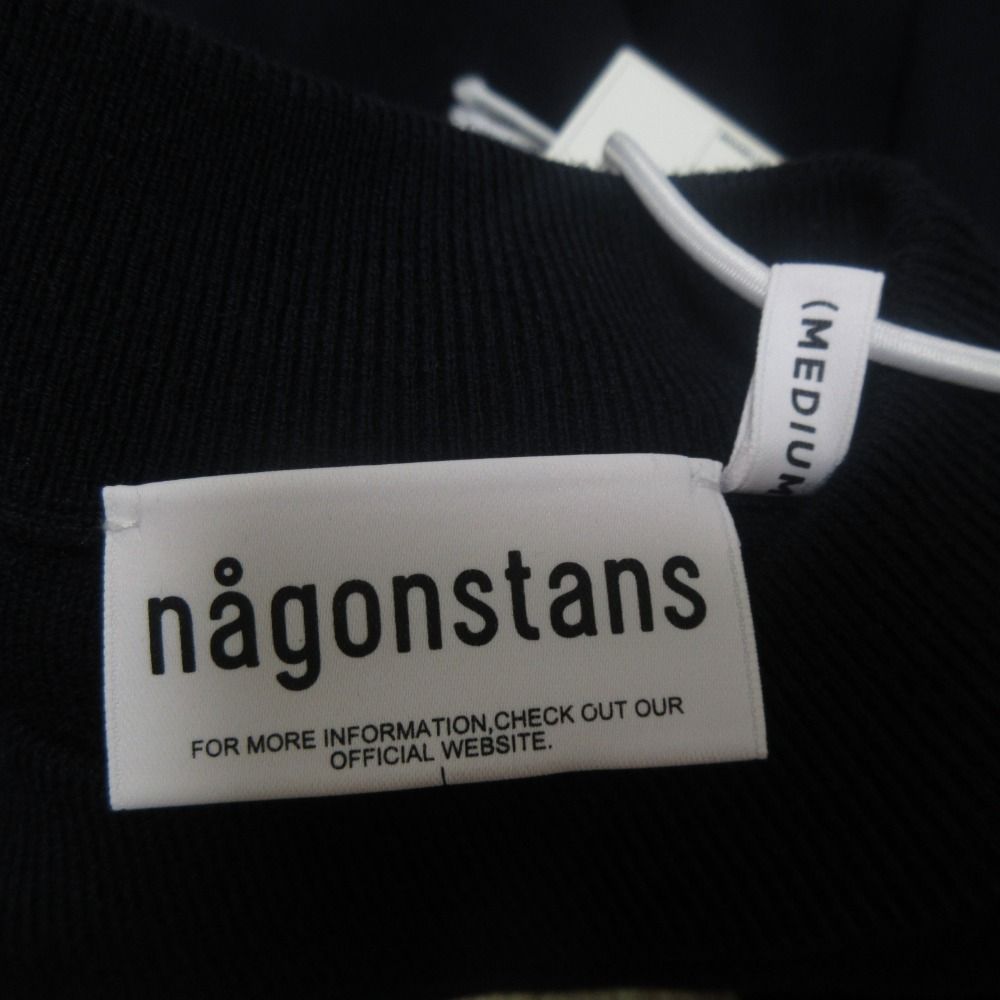 (MEDIUM
någonstans
FOR MORE INFORMATION,CHECK OUT OUR
OFFICIAL WEBSITE.